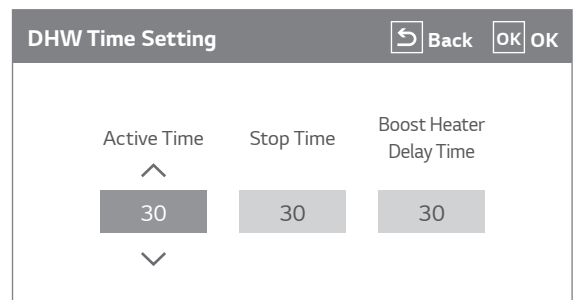 DHW Time Setting
Back OK OK
Active Time
Stop Time
Boost Heater
Delay Time
30
30
30